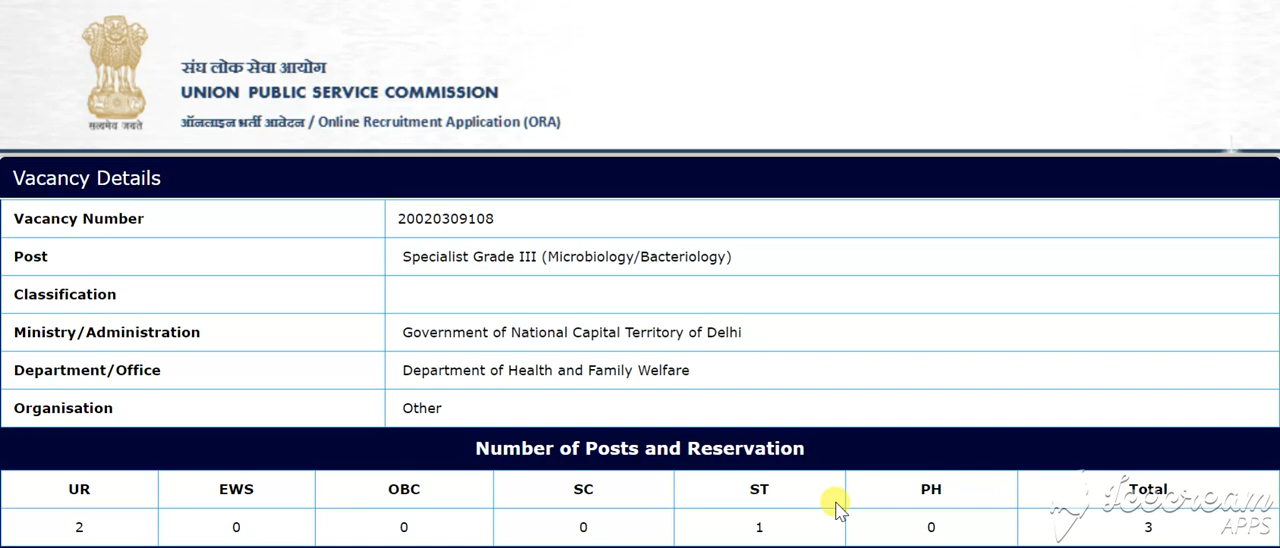 सत्यमेव जयते
संघ लोक सेवा आयोग
UNION PUBLIC SERVICE COMMISSION
ऑनलाइन भर्ती आवेदन / Online Recruitment Application (ORA)
Vacancy Details
Vacancy Number 20020309108
Post Specialist Grade III (Microbiology/Bacteriology)
Classification
Ministry/Administration Government of National Capital Territory of Delhi
Department/Office Department of Health and Family Welfare
Organisation Other
Number of Posts and Reservation
UR EWS OBC SC ST PH Total
2 0 0 0 1 0 3
Icecream
APPS